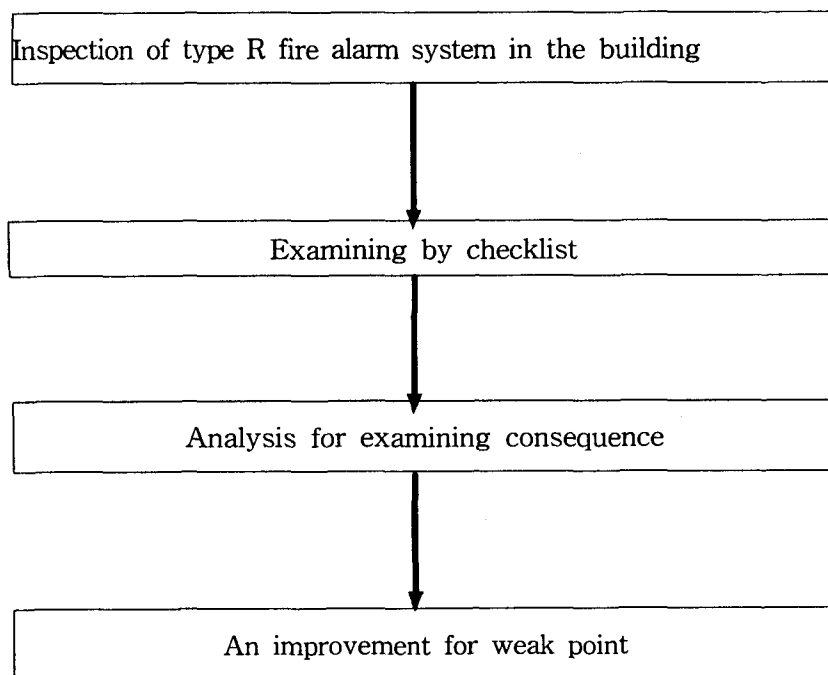 Inspection of type R fire alarm system in the building
Examining by checklist
Analysis for examining consequence
An improvement for weak point